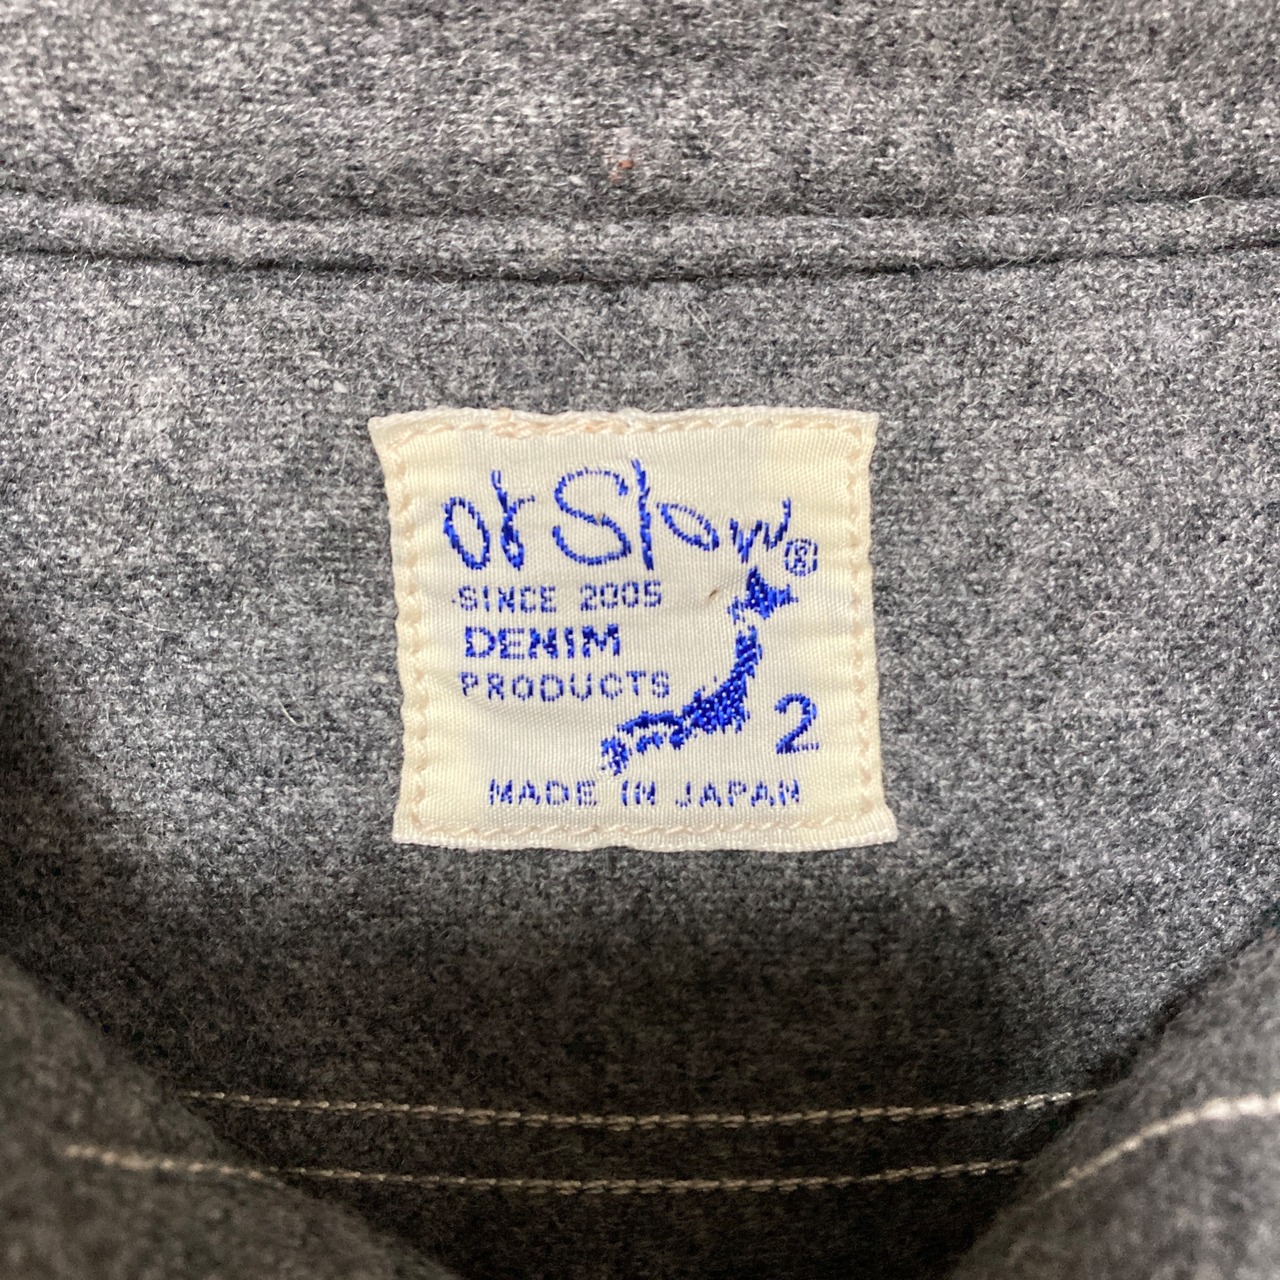 or Slow®
SINCE 2005
DENIM
PRODUCTS
2
MADE IN JAPAN